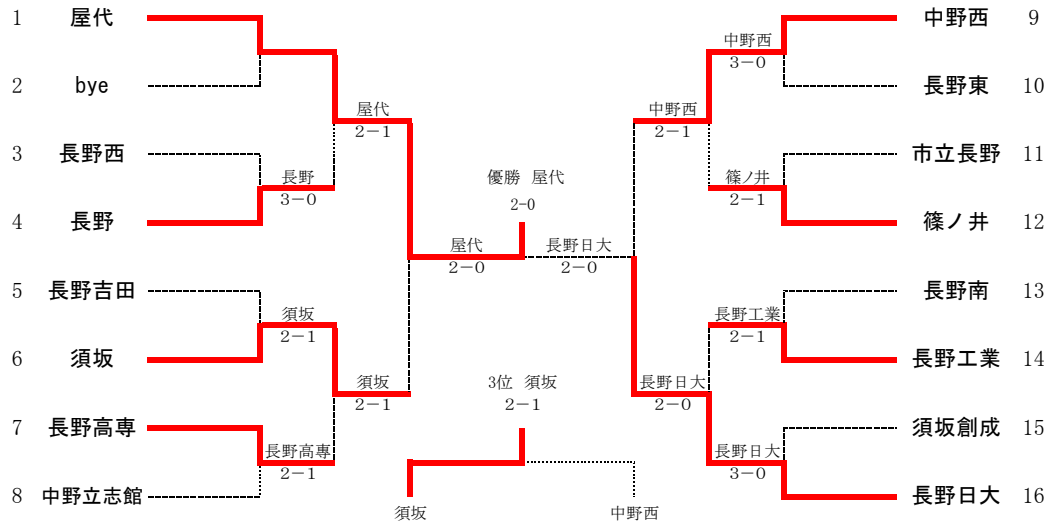 1 屋代
2 bye
3 長野西
4 長野
5 長野吉田
6 須坂
7 長野高専
8 中野立志館
長野
3-0
須坂
2-1
長野高専
2-1
屋代
2-1
須坂
2-1
屋代
2-0
優勝 屋代
2-0
長野日大
2-0
3位 須坂
2-1
須坂
中野西
中野西
2-1
長野日大
2-0
中野西
3-0
篠ノ井
2-1
長野工業
2-1
長野日大
3-0
中野西 9
長野東 10
市立長野 11
篠ノ井 12
長野南 13
長野工業 14
須坂創成 15
長野日大 16